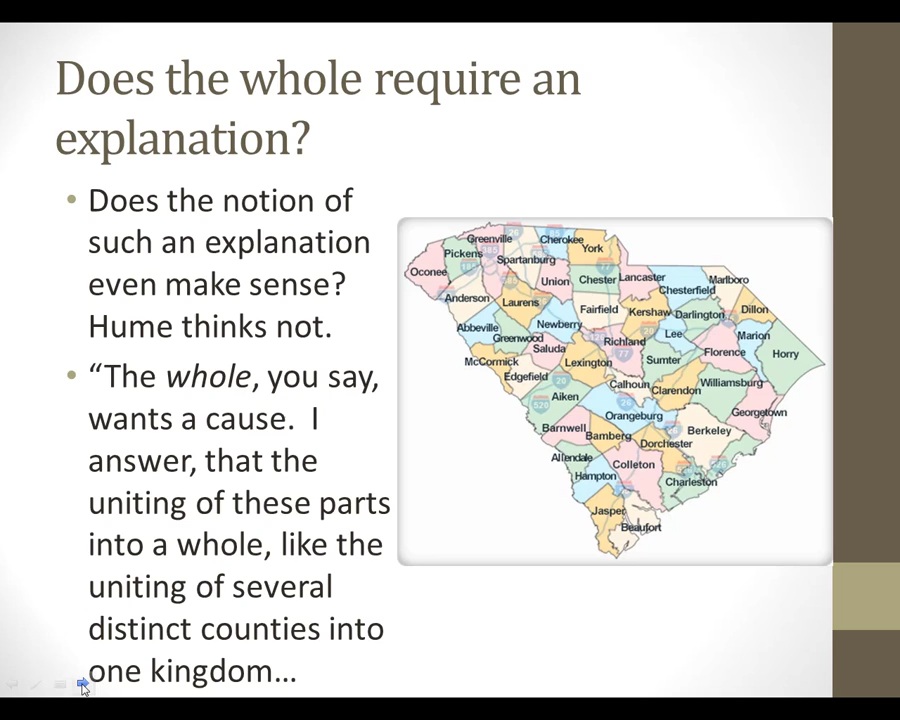 Does the whole require an
explanation?
• Does the notion of
such an explanation
even make sense?
Hume thinks not.
• “The whole, you say,
wants a cause. I
answer, that the
uniting of these parts
into a whole, like the
uniting of several
distinct counties into
one kingdom...
Greenville
Cherokee
York
Pickens
Spartanburg
Oconee
Union
Chester
Lancaster
Chesterfield
Marlboro
Anderson
Laurens
Fairfield
Kershaw
Darlington
Dillon
Abbeville
Newberry
Greenwood
Lee
Marion
Saluda
Richland
Florence
Horry
McCormick
Lexington
77
Sumter
Edgefield
20
Calhoun
Clarendon
Williamsburg
Aiken
520
26
Orangeburg
Georgetown
Barnwell
Bamberg
Berkeley
Dorchester
Allendale
Colleton
Hampton
Charleston
Jasper
Beaufort